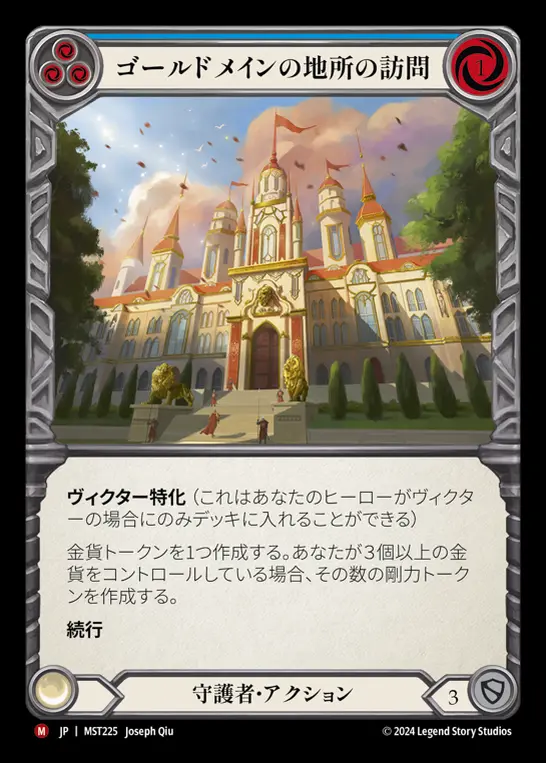 ゴールドメインの地所の訪問
1
ヴィクター特化 (これはあなたのヒーローがヴィクタ
ーの場合にのみデッキに入れることができる)
金貨トークンを1つ作成する。あなたが3個以上の金
貨をコントロールしている場合、その数の剛力トーク
ンを作成する。
続行
守護者・アクション
3
M JP | MST225 Joseph Qiu
© 2024 Legend Story Studios